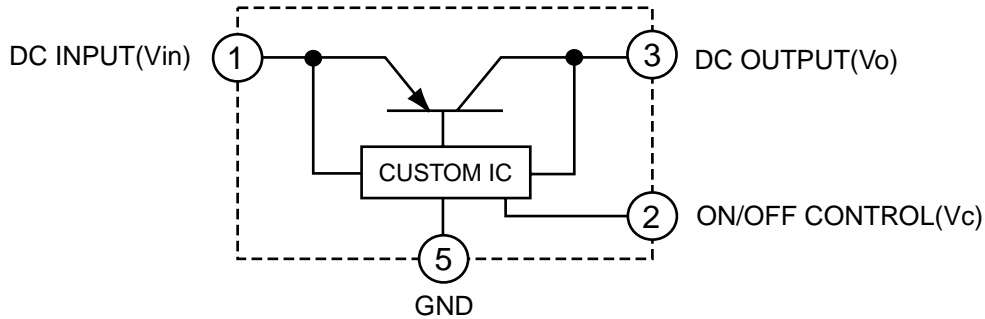 DC INPUT(Vin)
1
3
DC OUTPUT(Vo)
CUSTOM IC
2
ON/OFF CONTROL(Vc)
5
GND